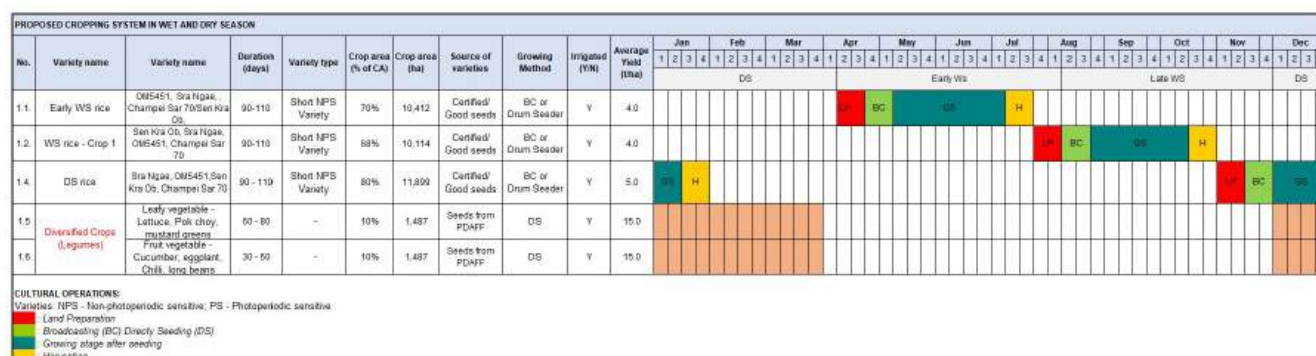 PROPOSED CROPPING SYSTEM IN WET AND DRY SEASON
No. Variety name Variety name Duration (days) Variety type Crop area (% of CA) Crop area (ha) Source of varieties Growing Method Irrigated (Y/N) Average Yield (t/ha) Jan Feb Mar Apr May Jun Jul Aug Sep Oct Nov Dec
1 2 3 4 1 2 3 4 1 2 3 4 1 2 3 4 1 2 3 4 1 2 3 4 1 2 3 4 1 2 3 4 1 2 3 4 1 2 3 4 1 2 3 4 1 2 3
DS Early Ws Late WS DS
1.1. Early WS rice OM5451, Sra Ngae, Champei Sar 70/Sen Kra Ob, 90-110 Short NPS Variety 70% 10,412 Certified/ Good seeds BC or Drum Seeder Y 4.0 LP BC GS H
1.2. WS rice - Crop 1 Sen Kra Ob, Sra Ngae, OM5451, Champei Sar 70 90-110 Short NPS Variety 68% 10,114 Certified/ Good seeds BC or Drum Seeder Y 4.0 LP BC GS H
1.4. DS rice Sra Ngae, OM5451,Sen Kra Ob, Champei Sar 70 90 - 110 Short NPS Variety 80% 11,899 Certified/ Good seeds BC or Drum Seeder Y 5.0 GS H LP BC GS
1.5 Diversified Crops (Legumes) Leafy vegetable - Lettuce, Pok choy, mustard greens 60 - 80 - 10% 1,487 Seeds from PDAFF DS Y 15.0
1.6 Fruit vegetable - Cucumber, eggplant, Chilli, long beans 30 - 60 - 10% 1,487 Seeds from PDAFF DS Y 15.0
CULTURAL OPERATIONS:
Varieties: NPS - Non-photoperiodic sensitive; PS - Photoperiodic sensitive
Land Preparation
Broadcasting (BC) Directy Seeding (DS)
Growing stage after seeding
Harvesting